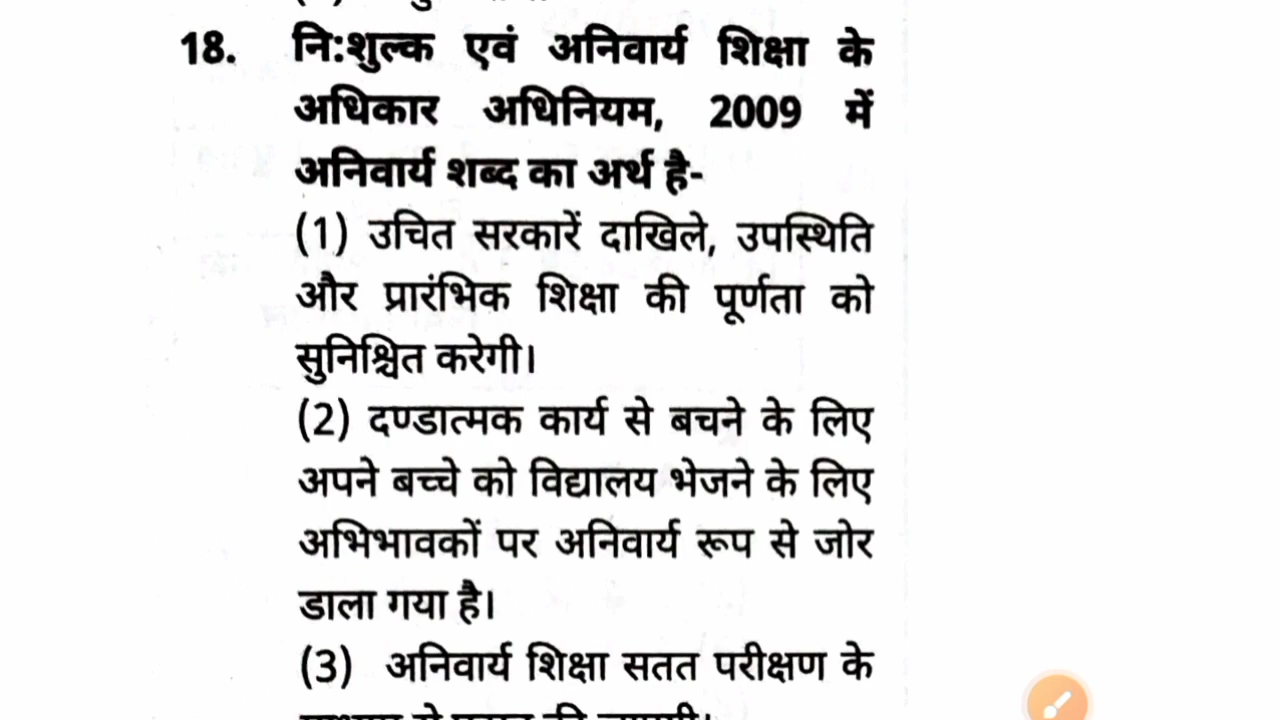 18. नि:शुल्क एवं अनिवार्य शिक्षा के
अधिकार अधिनियम, 2009 में
अनिवार्य शब्द का अर्थ है-
(1) उचित सरकारें दाखिले, उपस्थिति
और प्रारंभिक शिक्षा की पूर्णता को
सुनिश्चित करेगी।
(2) दण्डात्मक कार्य से बचने के लिए
अपने बच्चे को विद्यालय भेजने के लिए
अभिभावकों पर अनिवार्य रूप से जोर
डाला गया है।
(3) अनिवार्य शिक्षा सतत परीक्षण के